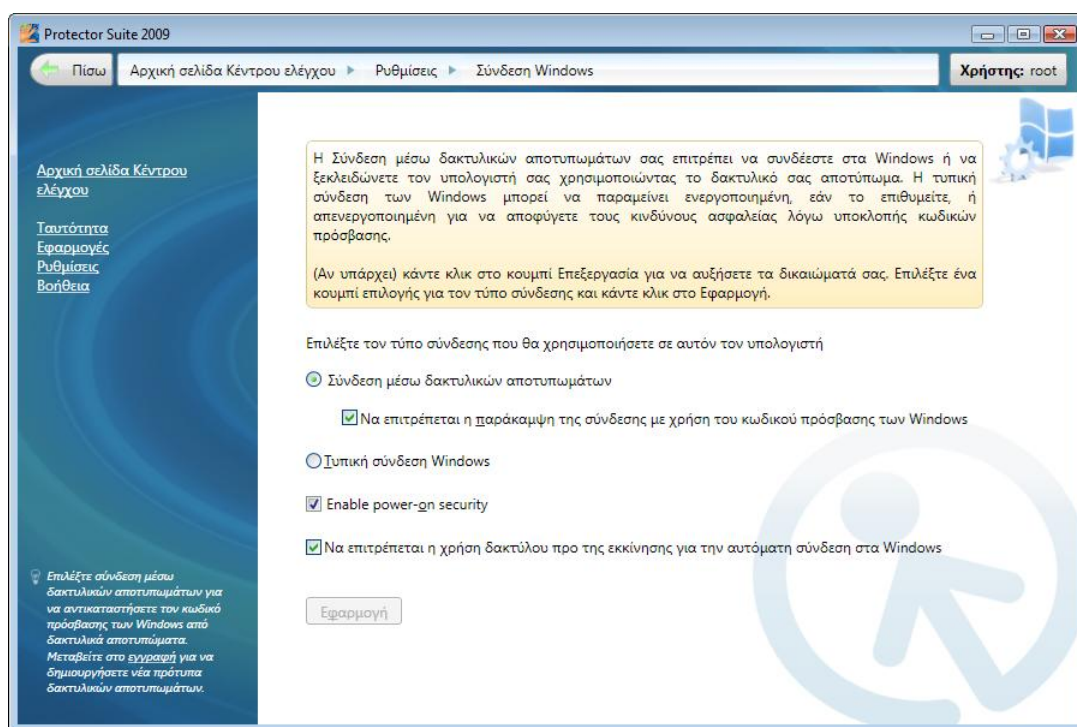 Protector Suite 2009
Πίσω
Αρχική σελίδα Κέντρου ελέγχου
Ρυθμίσεις
Σύνδεση Windows
Χρήστης: root
Αρχική σελίδα Κέντρου
ελέγχου
Ταυτότητα
Εφαρμογές
Ρυθμίσεις
Βοήθεια
Επιλέξτε σύνδεση μέσω
δακτυλικών αποτυπωμάτων για
να αντικαταστήσετε τον κωδικό
πρόσβασης των Windows από
δακτυλικά αποτυπώματα.
Μεταβείτε στο εγγραφή για να
δημιουργήσετε νέα πρότυπα
δακτυλικών αποτυπωμάτων.
Η Σύνδεση μέσω δακτυλικών αποτυπωμάτων σας επιτρέπει να συνδέεστε στα Windows ή να
ξεκλειδώνετε τον υπολογιστή σας χρησιμοποιώντας το δακτυλικό σας αποτύπωμα. Η τυπική
σύνδεση των Windows μπορεί να παραμείνει ενεργοποιημένη, εάν το επιθυμείτε, ή
απενεργοποιημένη για να αποφύγετε τους κινδύνους ασφαλείας λόγω υποκλοπής κωδικών
πρόσβασης.
(Αν υπάρχει) κάντε κλικ στο κουμπί Επεξεργασία για να αυξήσετε τα δικαιώματά σας. Επιλέξτε ένα
κουμπί επιλογής για τον τύπο σύνδεσης και κάντε κλικ στο Εφαρμογή.
Επιλέξτε τον τύπο σύνδεσης που θα χρησιμοποιήσετε σε αυτόν τον υπολογιστή
Σύνδεση μέσω δακτυλικών αποτυπωμάτων
Να επιτρέπεται η παράκαμψη της σύνδεσης με χρήση του κωδικού πρόσβασης των Windows
Τυπική σύνδεση Windows
Enable power-on security
Να επιτρέπεται η χρήση δακτύλου προ της εκκίνησης για την αυτόματη σύνδεση στα Windows
Εφαρμογή